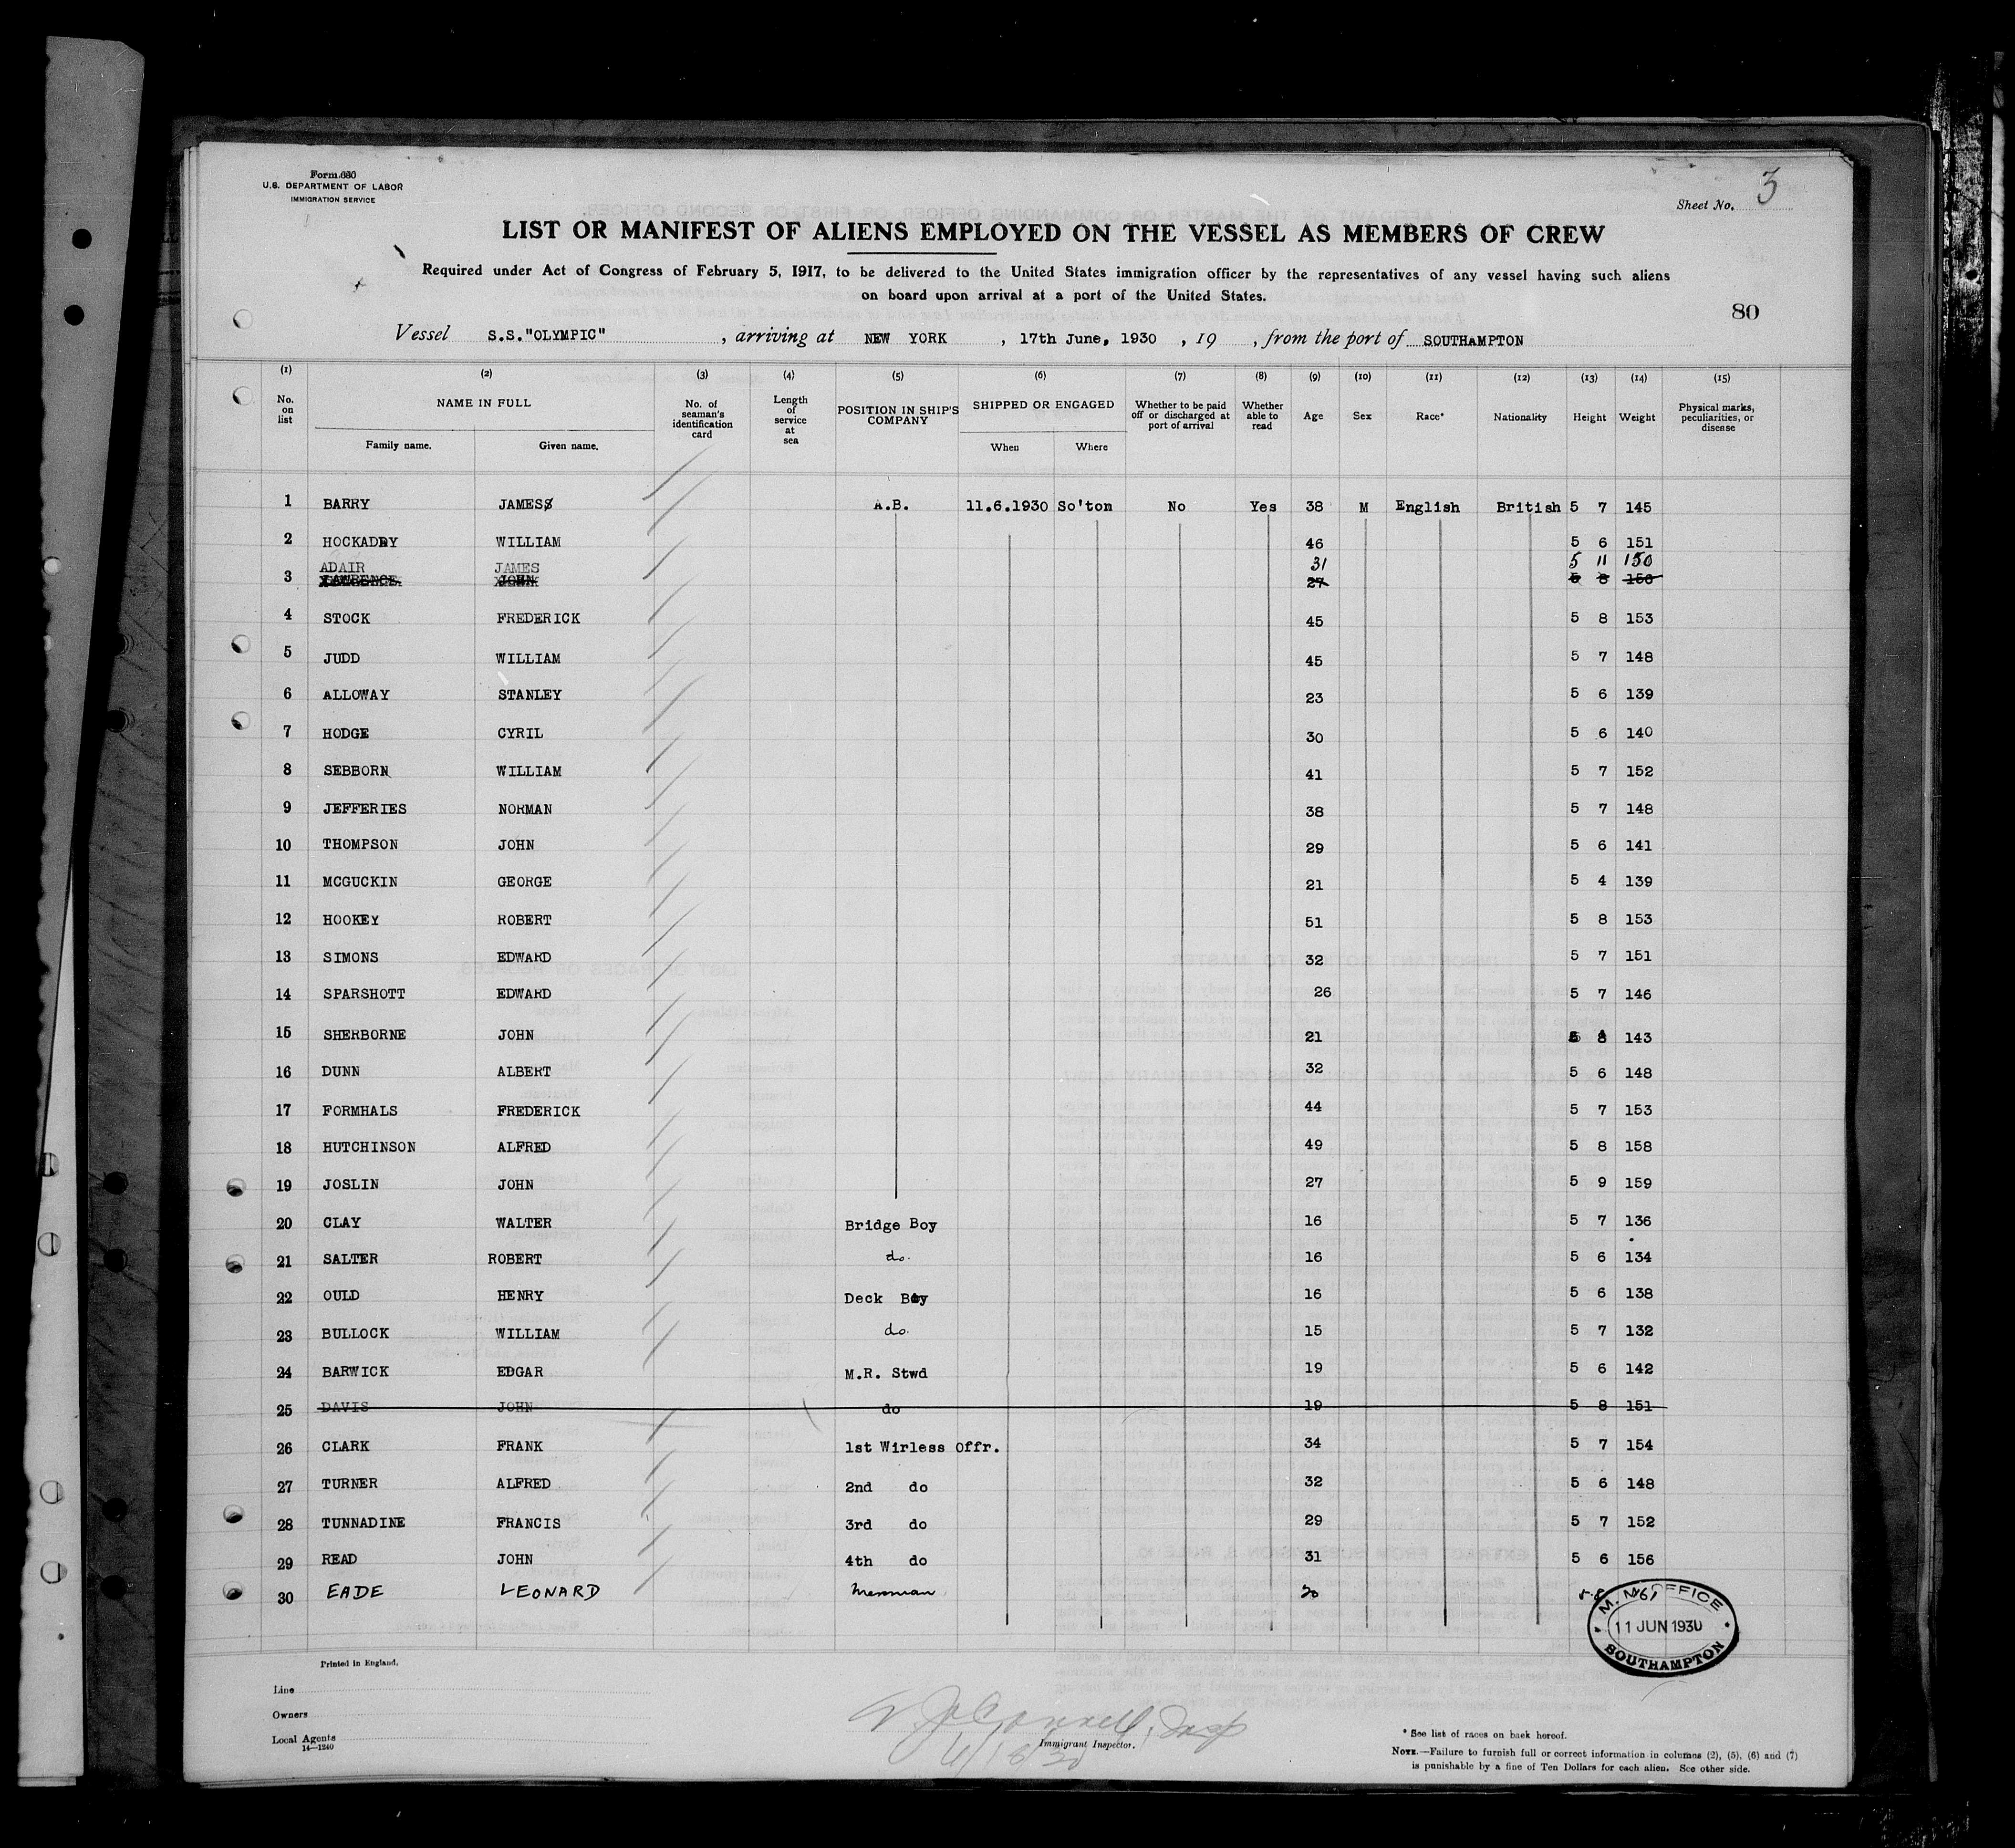 Form 680
U.S. DEPARTMENT OF LABOR
IMMIGRATION SERVICE
Sheet No. 3
LIST OR MANIFEST OF ALIENS EMPLOYED ON THE VESSEL AS MEMBERS OF CREW
Required under Act of Congress of February 5, 1917, to be delivered to the United States immigration officer by the representatives of any vessel having such aliens
on board upon arrival at a port of the United States.
80
Vessel S.S."OLYMPIC" , arriving at NEW YORK , 17th June, 1930 , 19 , from the port of SOUTHAMPTON
(1) (2) (3) (4) (5) (6) (7) (8) (9) (10) (11) (12) (13) (14) (15)
No. on list
NAME IN FULL
Family name. Given name.
No. of seaman's identification card
Length of service at sea
POSITION IN SHIP'S COMPANY
SHIPPED OR ENGAGED
When Where
Whether to be paid off or discharged at port of arrival
Whether able to read
Age
Sex
Race*
Nationality
Height
Weight
Physical marks, peculiarities, or disease
1 BARRY JAMES A.B. 11.6.1930 So'ton No Yes 38 M English British 5 7 145
2 HOCKADAY WILLIAM 46 5 6 151
ADAIR JAMES 31 5 11 150
3 LAWRENCE JOHN 27 5 8 150
4 STOCK FREDERICK 45 5 8 153
5 JUDD WILLIAM 45 5 7 148
6 ALLOWAY STANLEY 23 5 6 139
7 HODGE CYRIL 30 5 6 140
8 SEBBORN WILLIAM 41 5 7 152
9 JEFFERIES NORMAN 38 5 7 148
10 THOMPSON JOHN 29 5 6 141
11 MCGUCKIN GEORGE 21 5 4 139
12 HOOKEY ROBERT 51 5 8 153
13 SIMONS EDWARD 32 5 7 151
14 SPARSHOTT EDWARD 26 5 7 146
15 SHERBORNE JOHN 21 5 8 143
16 DUNN ALBERT 32 5 6 148
17 FORMHALS FREDERICK 44 5 7 153
18 HUTCHINSON ALFRED 49 5 8 158
19 JOSLIN JOHN 27 5 9 159
20 CLAY WALTER Bridge Boy 16 5 7 136
21 SALTER ROBERT do. 16 5 6 134
22 OULD HENRY Deck Boy 16 5 6 138
23 BULLOCK WILLIAM do. 15 5 7 132
24 BARWICK EDGAR M.R. Stwd 19 5 6 142
25 DAVIS JOHN do 19 5 8 151
26 CLARK FRANK 1st Wirless Offr. 34 5 7 154
27 TURNER ALFRED 2nd do 32 5 6 148
28 TUNNADINE FRANCIS 3rd do 29 5 7 152
29 READ JOHN 4th do 31 5 6 156
30 EADE LEONARD Messman 20 5.8 161
M.M. OFFICE
11 JUN 1930
SOUTHAMPTON
Printed in England.
Line
Owners
Local Agents
14—1240
6/18/30
Immigrant Inspector.
* See list of races on back hereof.
NOTE.—Failure to furnish full or correct information in columns (2), (5), (6) and (7)
is punishable by a fine of Ten Dollars for each alien. See other side.